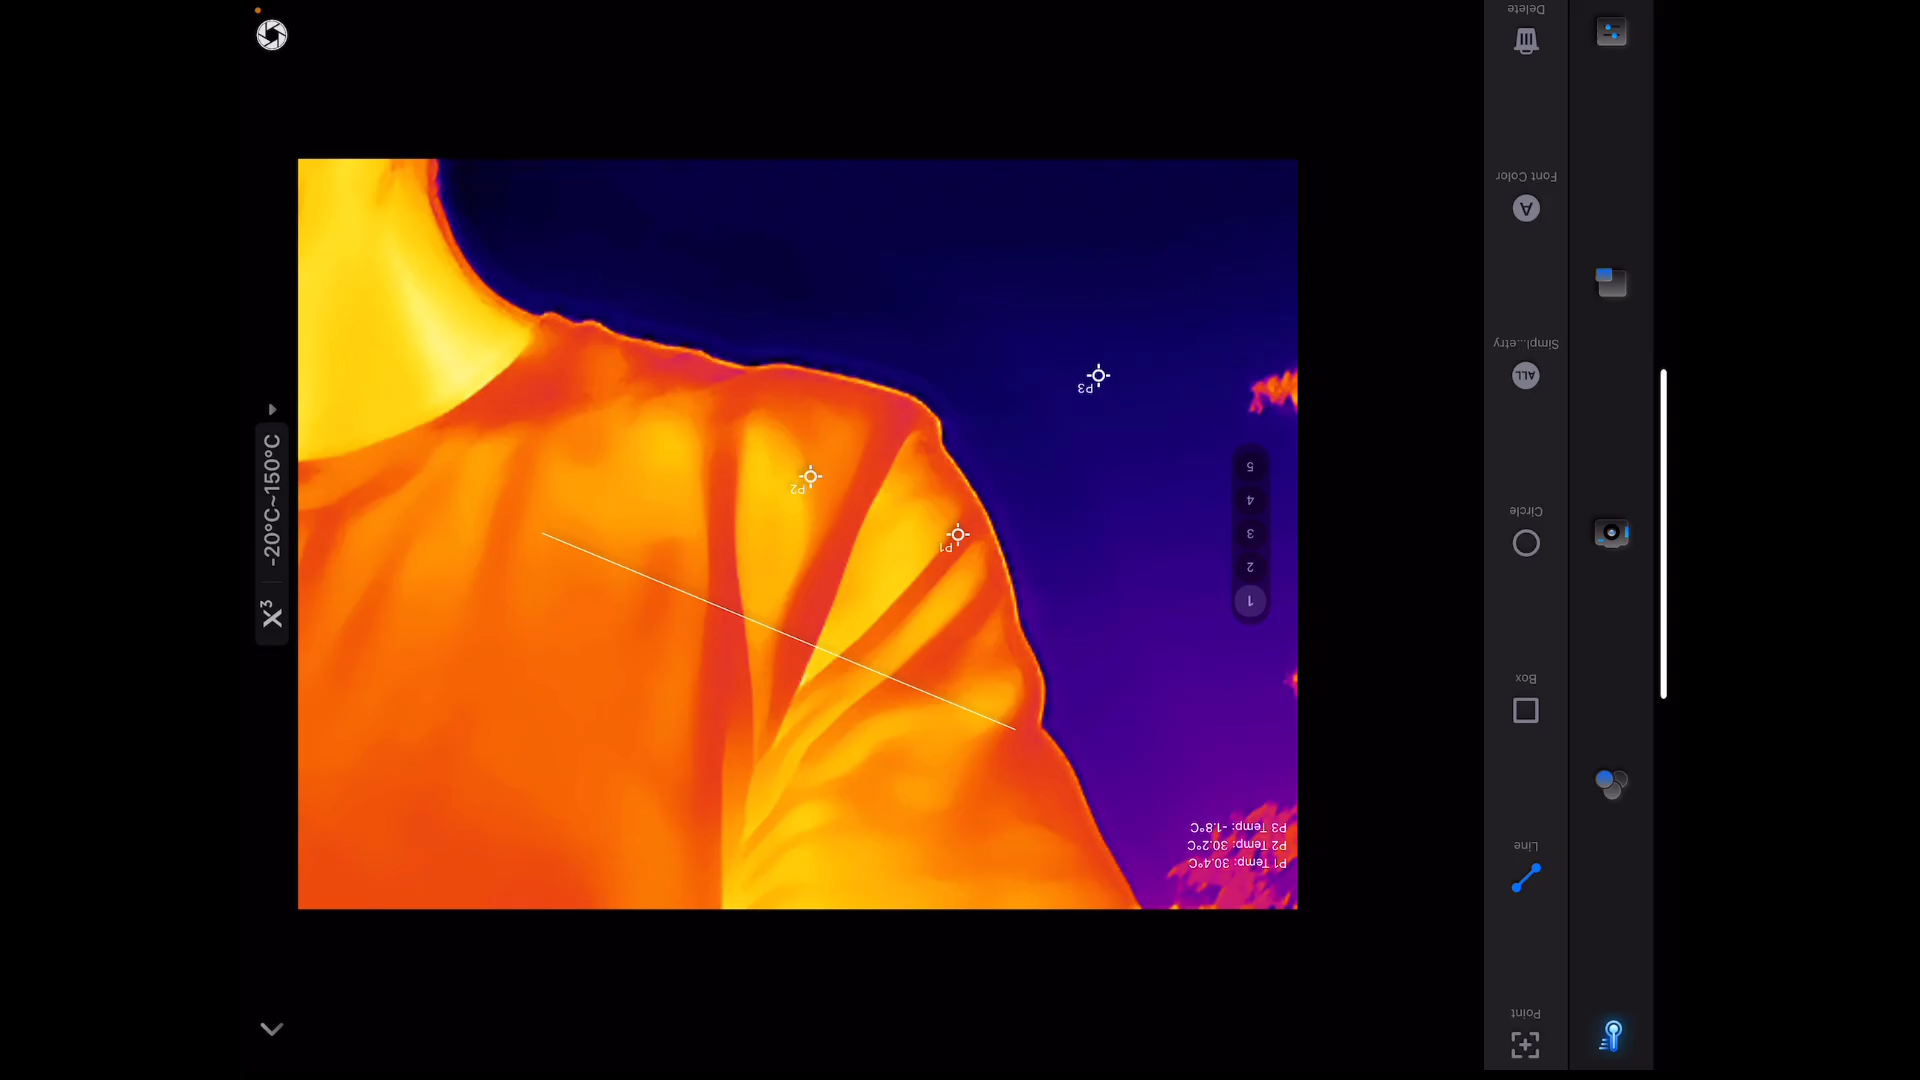 Delete
Font Color
Simpl...etry
ALL
Circle
Box
Line
Point
A
-20°C~150°C
X³
P3
P2
P1
5
4
3
2
1
P1 Temp: 30.4°C
P2 Temp: 30.2°C
P3 Temp: -1.8°C